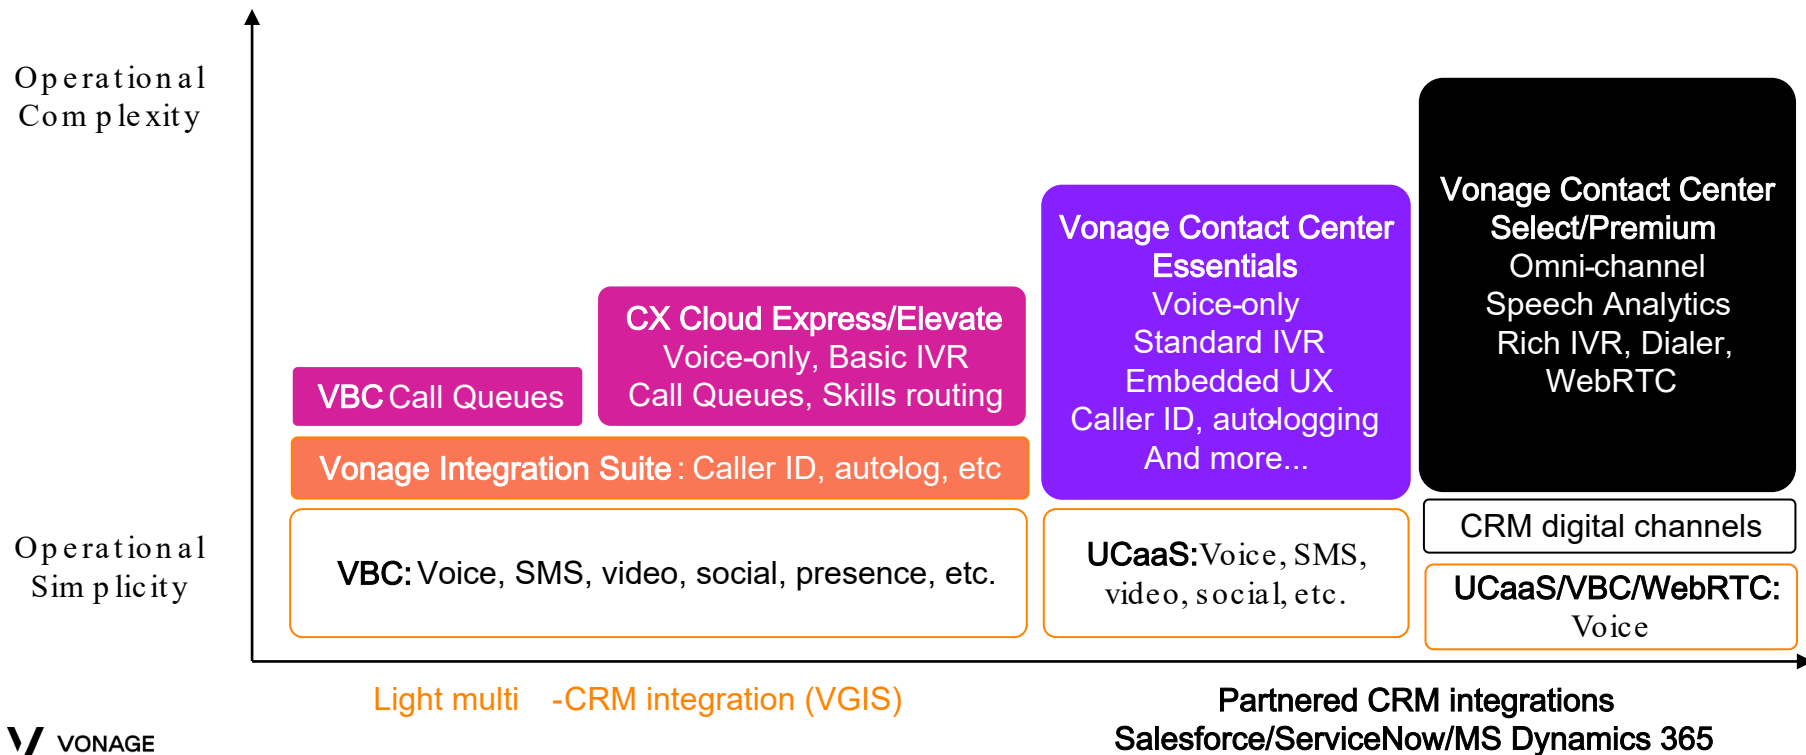 Operational
Complexity
Vonage Contact Center
Select/Premium
Omni-channel
Speech Analytics
Rich IVR, Dialer,
WebRTC
Vonage Contact Center
Essentials
Voice-only
Standard IVR
Embedded UX
Caller ID, auto-logging
And more...
CX Cloud Express/Elevate
Voice-only, Basic IVR
Call Queues, Skills routing
VBC Call Queues
Vonage Integration Suite: Caller ID, auto-log, etc
Operational
Simplicity
VBC: Voice, SMS, video, social, presence, etc.
UCaaS: Voice, SMS,
video, social, etc.
CRM digital channels
UCaaS/VBC/WebRTC:
Voice
Light multi -CRM integration (VGIS)
Partnered CRM integrations
Salesforce/ServiceNow/MS Dynamics 365
VONAGE